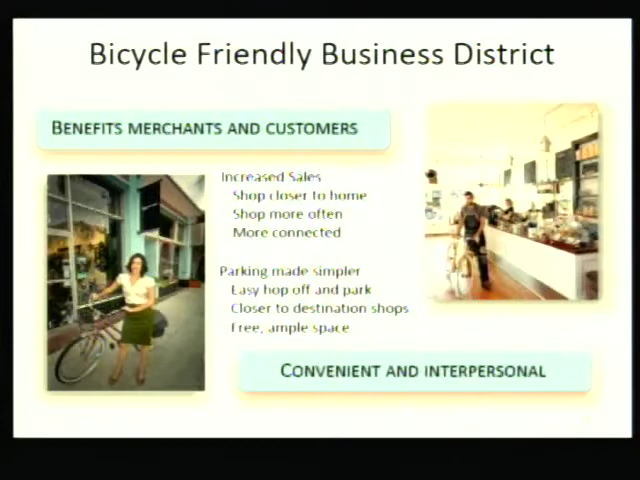 Bicycle Friendly Business District
BENEFITS MERCHANTS AND CUSTOMERS
Increased Sales
Shop closer to home
Shop more often
More connected
Parking made simpler
Easy hop off and park
Closer to destination shops
Free, ample space
CONVENIENT AND INTERPERSONAL